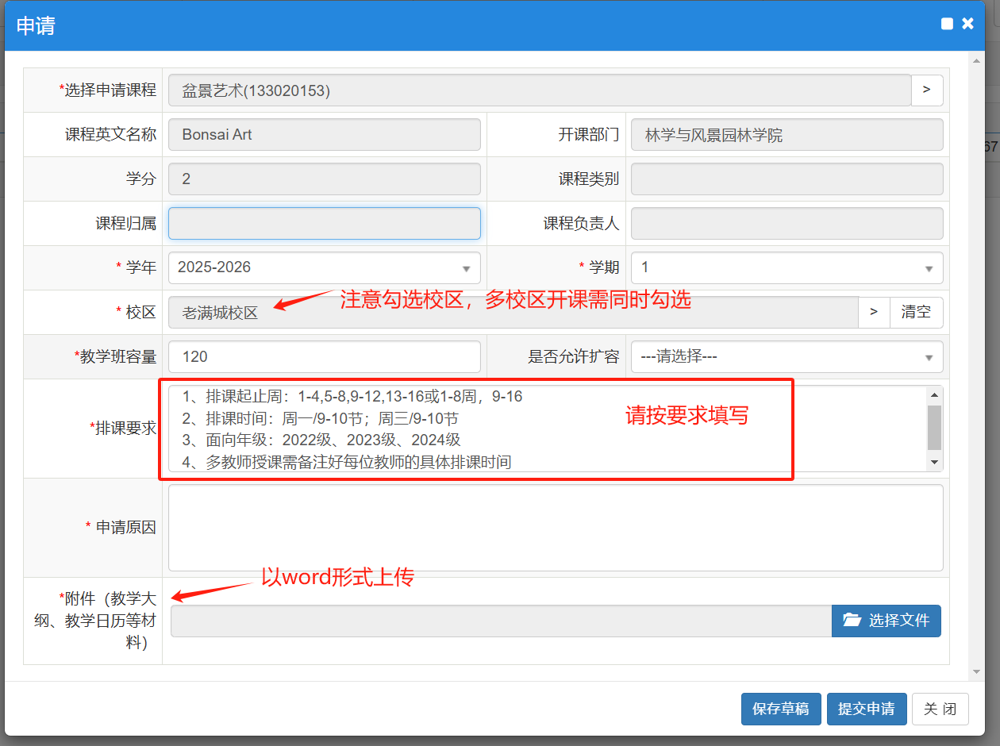 申请
*选择申请课程 盆景艺术(133020153) >
课程英文名称 Bonsai Art 开课部门 林学与风景园林学院
67
学分 2 课程类别
课程归属 课程负责人
* 学年 2025-2026 * 学期 1
注意勾选校区，多校区开课需同时勾选
* 校区 老满城校区 > 清空
*教学班容量 120 是否允许扩容 ---请选择---
*排课要求
1、排课起止周：1-4,5-8,9-12,13-16或1-8周，9-16
2、排课时间：周一/9-10节；周三/9-10节
3、面向年级：2022级、2023级、2024级
4、多教师授课需备注好每位教师的具体排课时间
请按要求填写
* 申请原因
以word形式上传
*附件（教学大
纲、教学日历等材
料）
选择文件
保存草稿 提交申请 关 闭